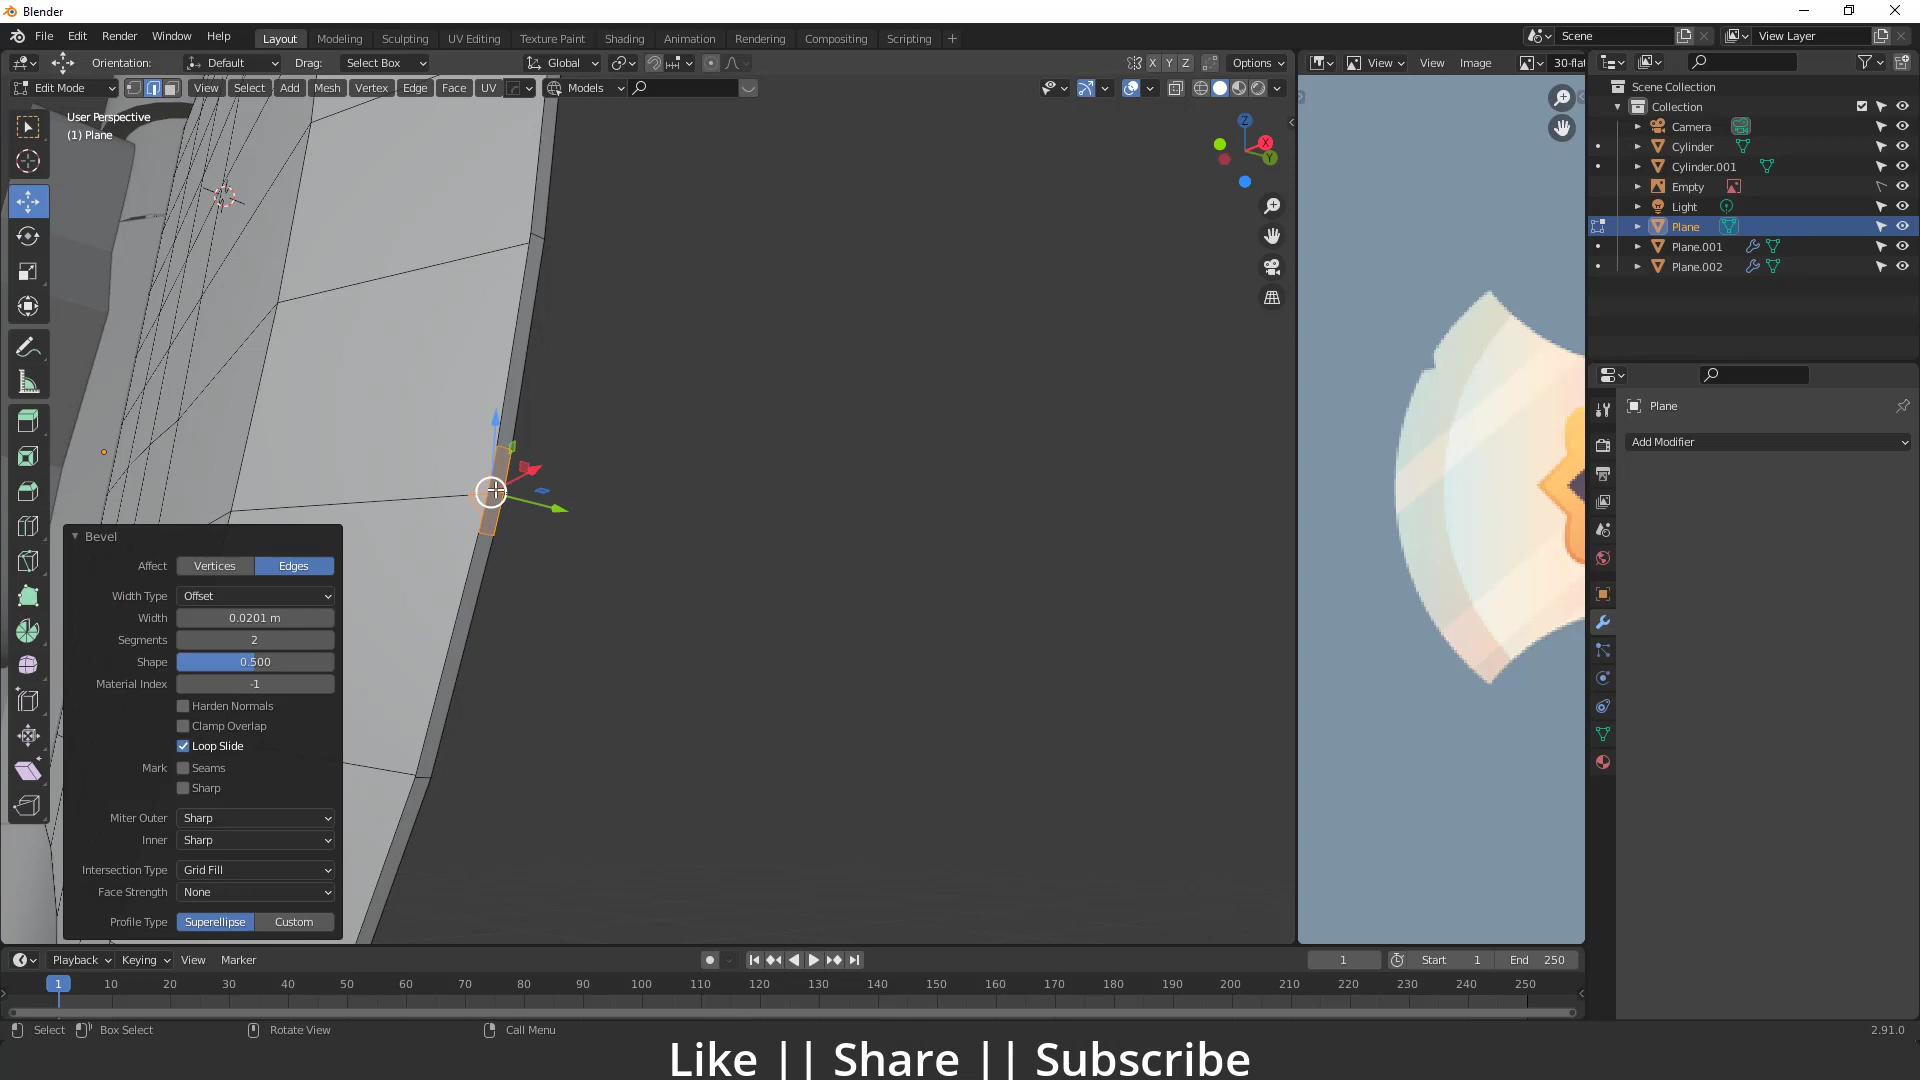 Blender
File Edit Render Window Help
Layout Modeling Sculpting UV Editing Texture Paint Shading Animation Rendering Compositing Scripting
Scene
View Layer
Orientation: Default Drag: Select Box Global X Y Z Options
View View Image 30-flat
Edit Mode View Select Add Mesh Vertex Edge Face UV Models
User Perspective
(1) Plane
Z
X
Y
Scene Collection
Collection
Camera
Cylinder
Cylinder.001
Empty
Light
Plane
Plane.001
Plane.002
Plane
Add Modifier
Bevel
Affect Vertices Edges
Width Type Offset
Width 0.0201 m
Segments 2
Shape 0.500
Material Index -1
Harden Normals
Clamp Overlap
Loop Slide
Mark Seams
Sharp
Miter Outer Sharp
Inner Sharp
Intersection Type Grid Fill
Face Strength None
Profile Type Superellipse Custom
Playback Keying View Marker 1 Start 1 End 250
1 10 20 30 40 50 60 70 80 90 100 110 120 130 140 150 160 170 180 190 200 210 220 230 240 250
Select Box Select Rotate View Call Menu 2.91.0
Like || Share || Subscribe